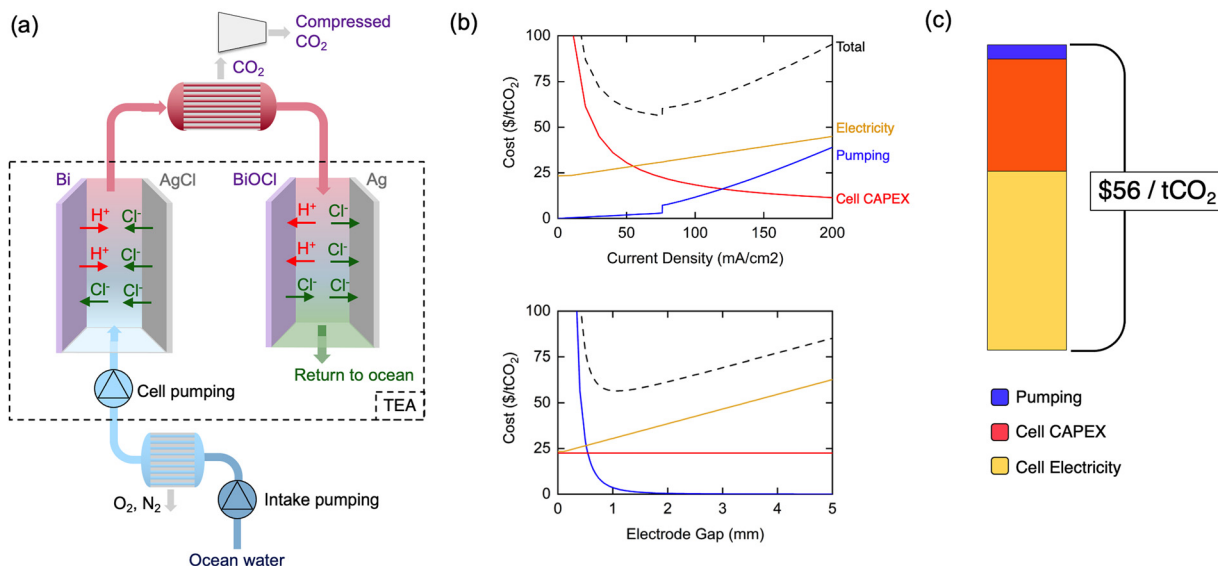 (a)
Compressed
CO2
CO2
Bi
AgCl
BiOCl
Ag
H+
Cl-
H+
Cl-
H+
Cl-
H+
Cl-
Cl-
Cl-
Cl-
Cl-
Return to ocean
Cell pumping
TEA
O2, N2
Intake pumping
Ocean water
(b)
100
75
50
25
0
Cost ($/tCO2)
0
50
100
150
200
Current Density (mA/cm2)
Total
Electricity
Pumping
Cell CAPEX
100
75
50
25
0
Cost ($/tCO2)
0
1
2
3
4
5
Electrode Gap (mm)
(c)
$56 / tCO2
Pumping
Cell CAPEX
Cell Electricity